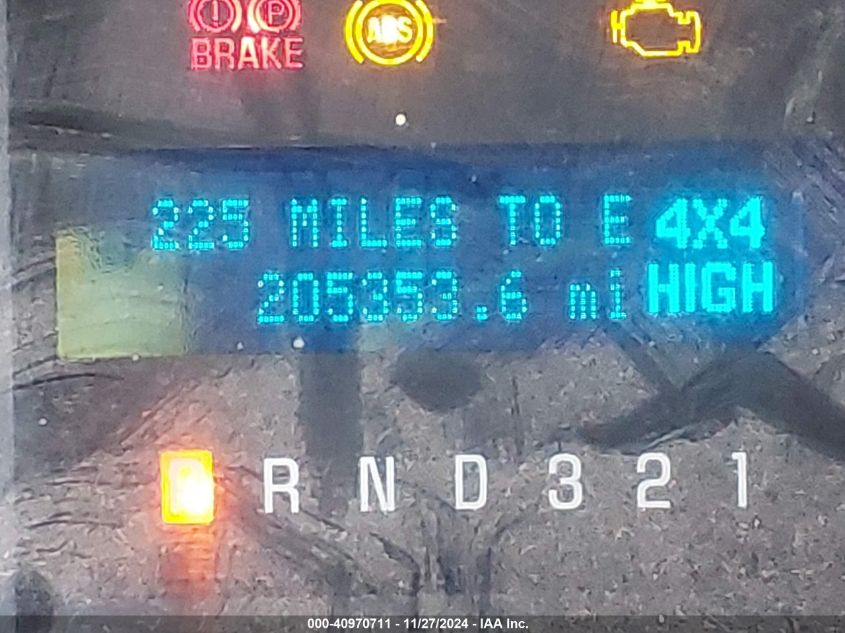 ! P
BRAKE
ABS
225 MILES TO E
205353.6 mi
4X4
HIGH
P R N D 3 2 1
000-40970711 - 11/27/2024 - IAA Inc.